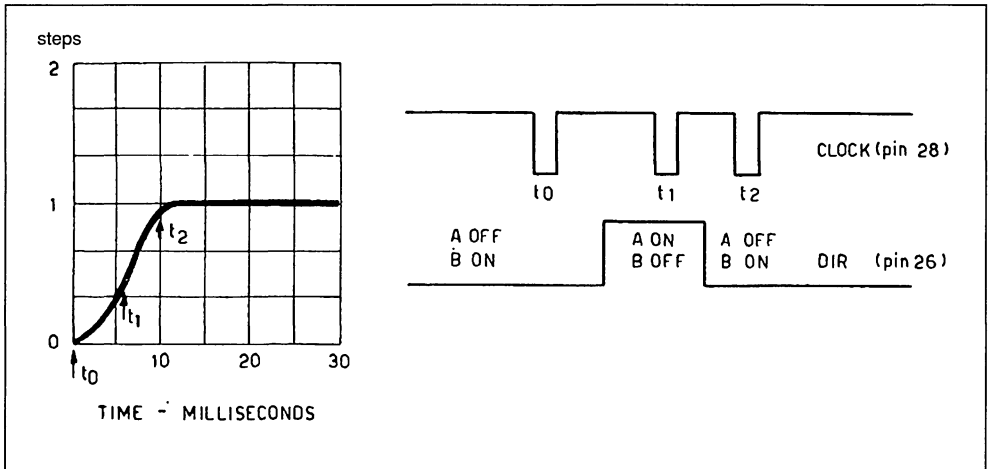 steps
2
1
0
t2
t1
t0
10 20 30
TIME - MILLISECONDS
CLOCK (pin 28)
t0 t1 t2
A OFF A ON A OFF
B ON B OFF B ON DIR (pin 26)